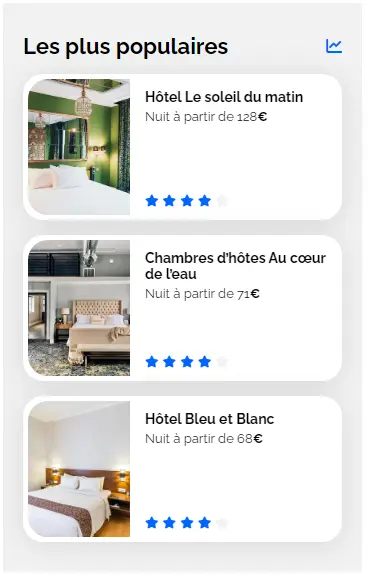 Les plus populaires
Hôtel Le soleil du matin
Nuit à partir de 128€
Chambres d'hôtes Au cœur
de l'eau
Nuit à partir de 71€
Hôtel Bleu et Blanc
Nuit à partir de 68€